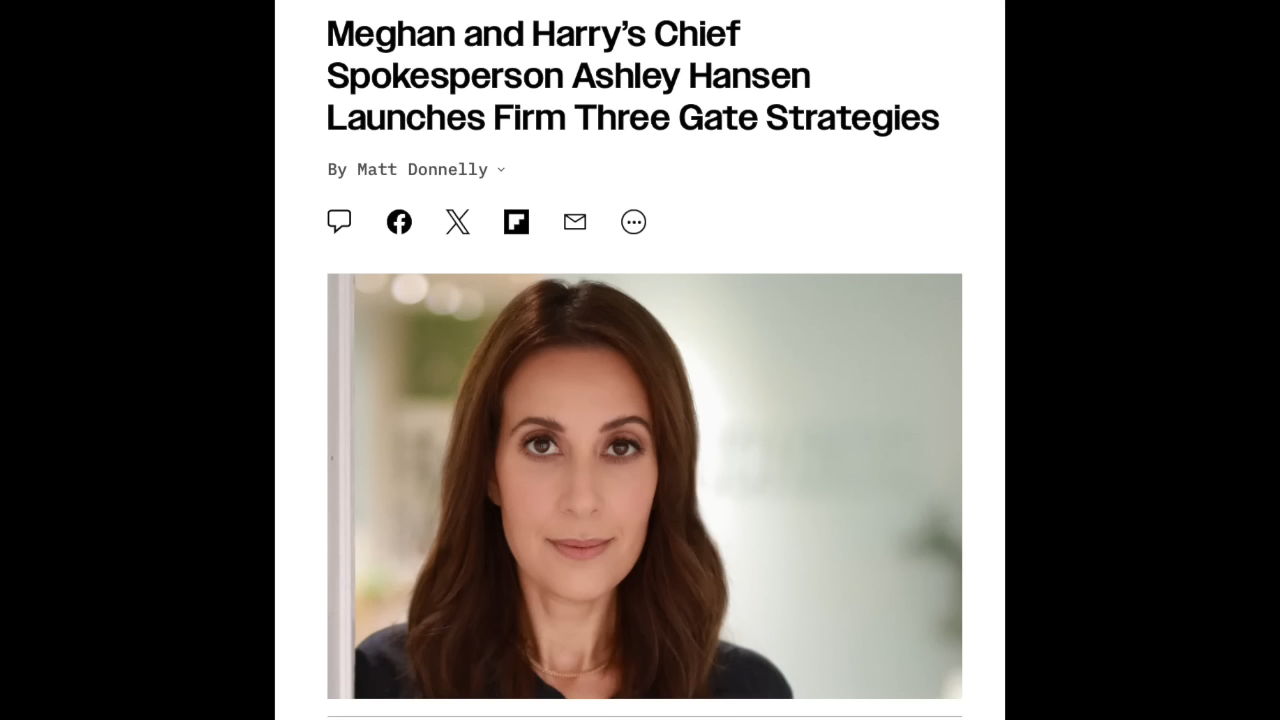 Meghan and Harry’s Chief
Spokesperson Ashley Hansen
Launches Firm Three Gate Strategies
By Matt Donnelly